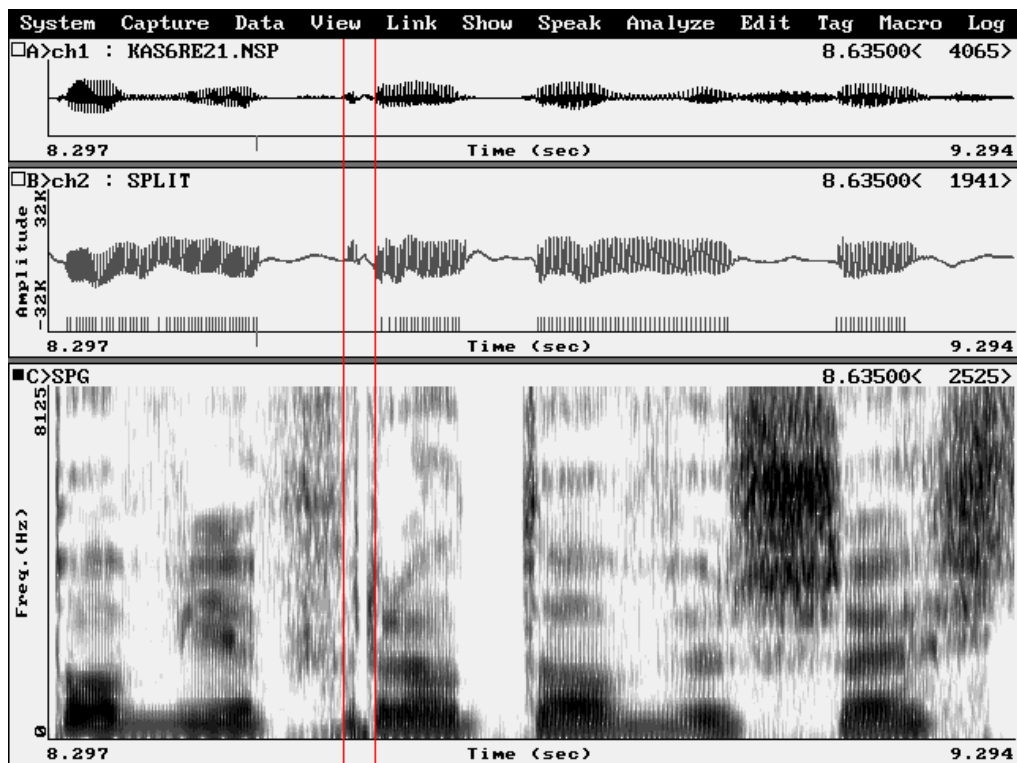 System Capture Data View Link Show Speak Analyze Edit Tag Macro Log
A>ch1 : KAS6RE21.NSP 8.63500< 4065>
8.297 Time (sec) 9.294
B>ch2 : SPLIT 8.63500< 1941>
Amplitude
-32K 32K
8.297 Time (sec) 9.294
C>SPG 8.63500< 2525>
Freq.(Hz)
0 8125
8.297 Time (sec) 9.294